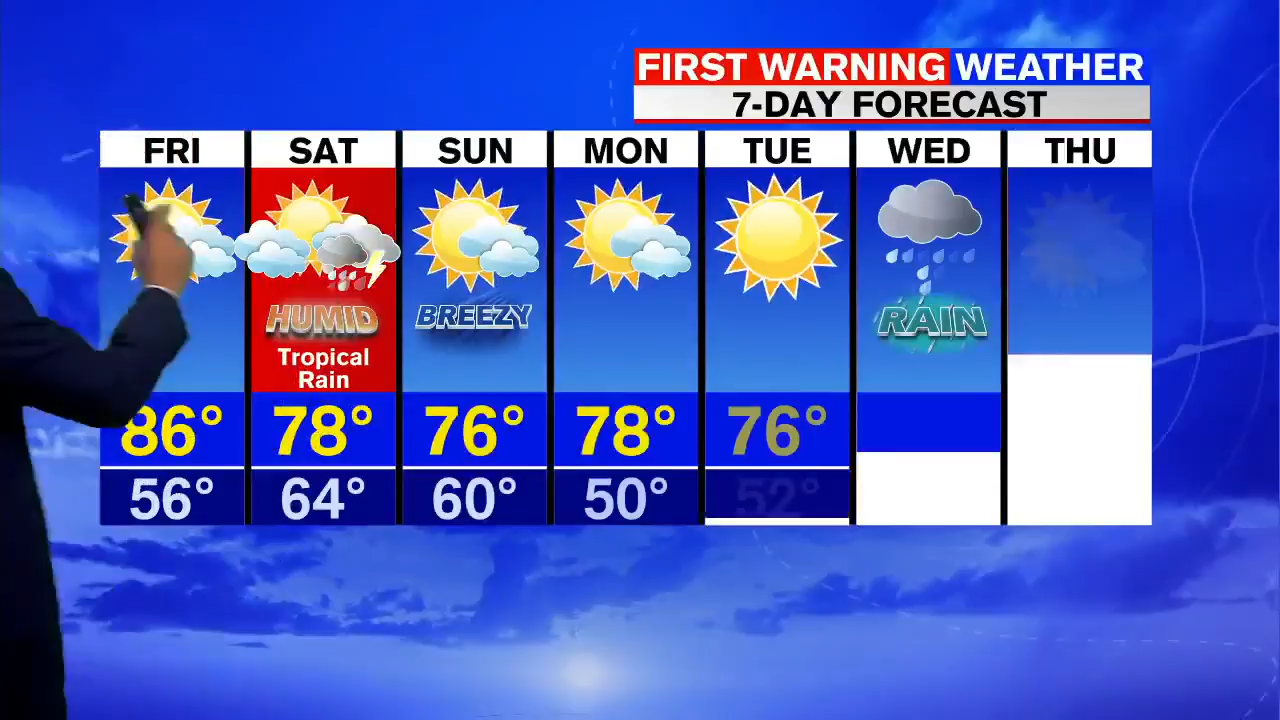 FIRST WARNING WEATHER
7-DAY FORECAST
FRI SAT SUN MON TUE WED THU
HUMID BREEZY RAIN
Tropical
Rain
86° 78° 76° 78° 76°
56° 64° 60° 50° 52°